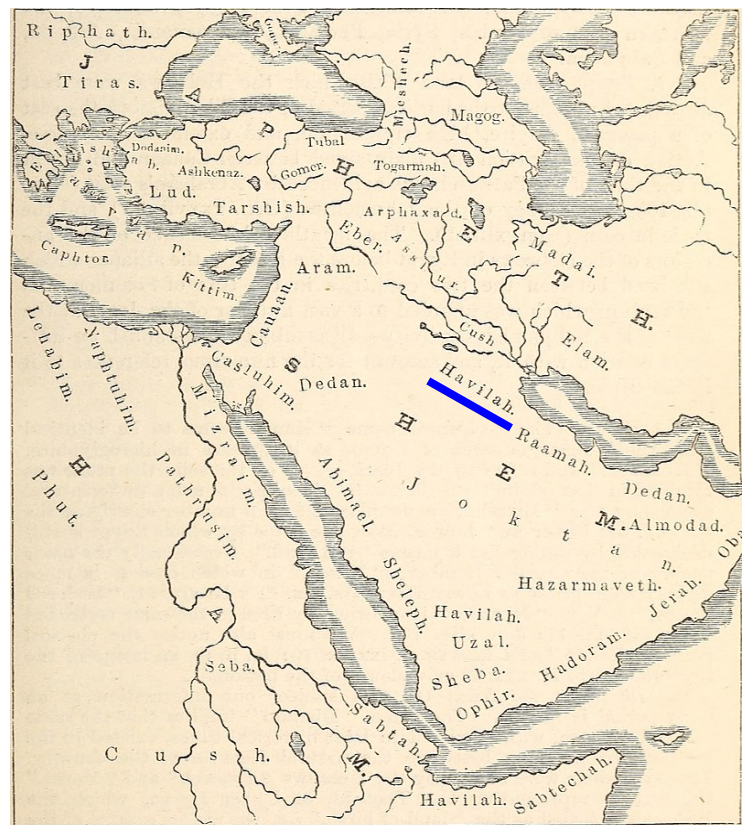 Riphath.
J
Tiras.
A
P
H
E
T
H.
Meshech.
Magog.
Tubal
Dodanim.
Ashkenaz.
Gomer.
Togarmah.
Lud.
Tarshish.
Arphaxad.
Eber.
Assi
Madai.
Caphtor.
Kittim.
Aram.
Canaan.
Cush
Elam.
Lehabim.
Naphtuhim.
Casluhim.
S
Dedan.
Havilah.
Mizraim.
H
Raamah.
H
Phut.
Pathrusim.
Abimael.
E
Joktan.
Dedan.
M.
Almodad.
Oba
Sheleph.
Hazarmaveth.
Jerah.
A
Havilah.
Uzal.
Hadoram.
Seba.
Sheba.
Ophir.
Sabtah.
Cush.
M.
Havilah.
Sabtechah.